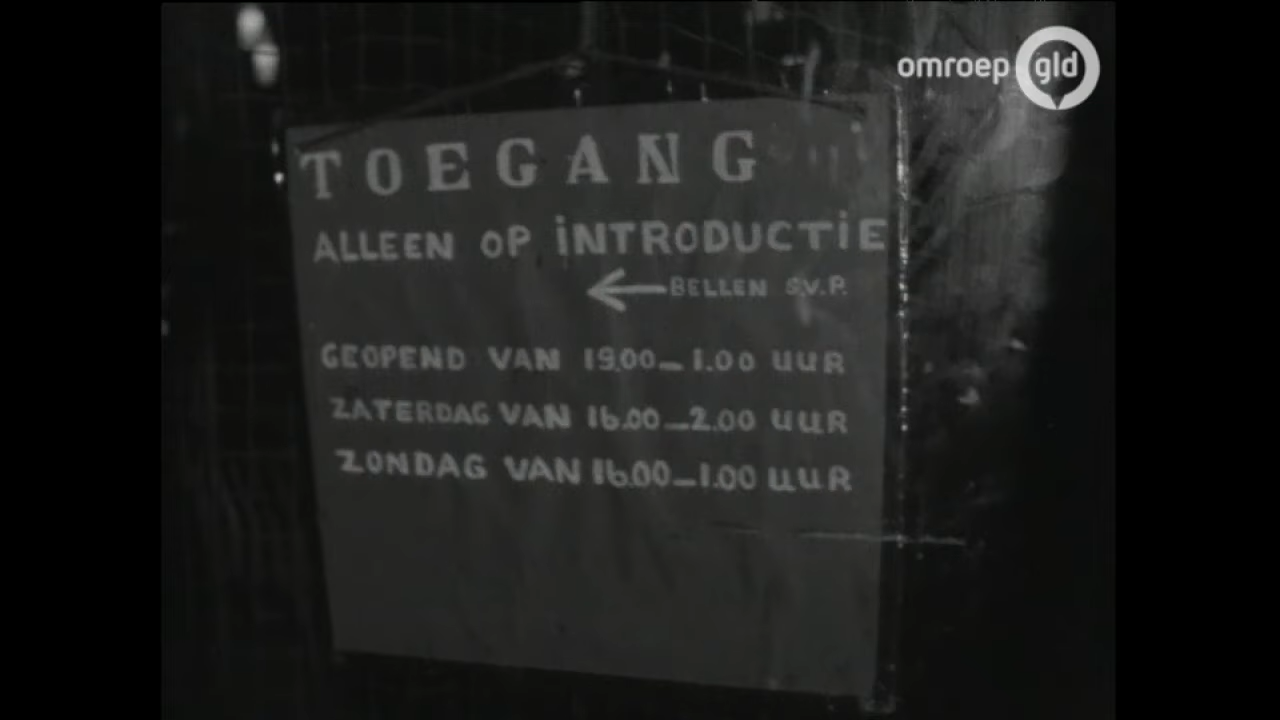 omroep gld
TOEGANG
ALLEEN OP INTRODUCTIE
BELLEN S.V.P.
GEOPEND VAN 19.00-1.00 UUR
ZATERDAG VAN 16.00-2.00 UUR
ZONDAG VAN 16.00-1.00 UUR